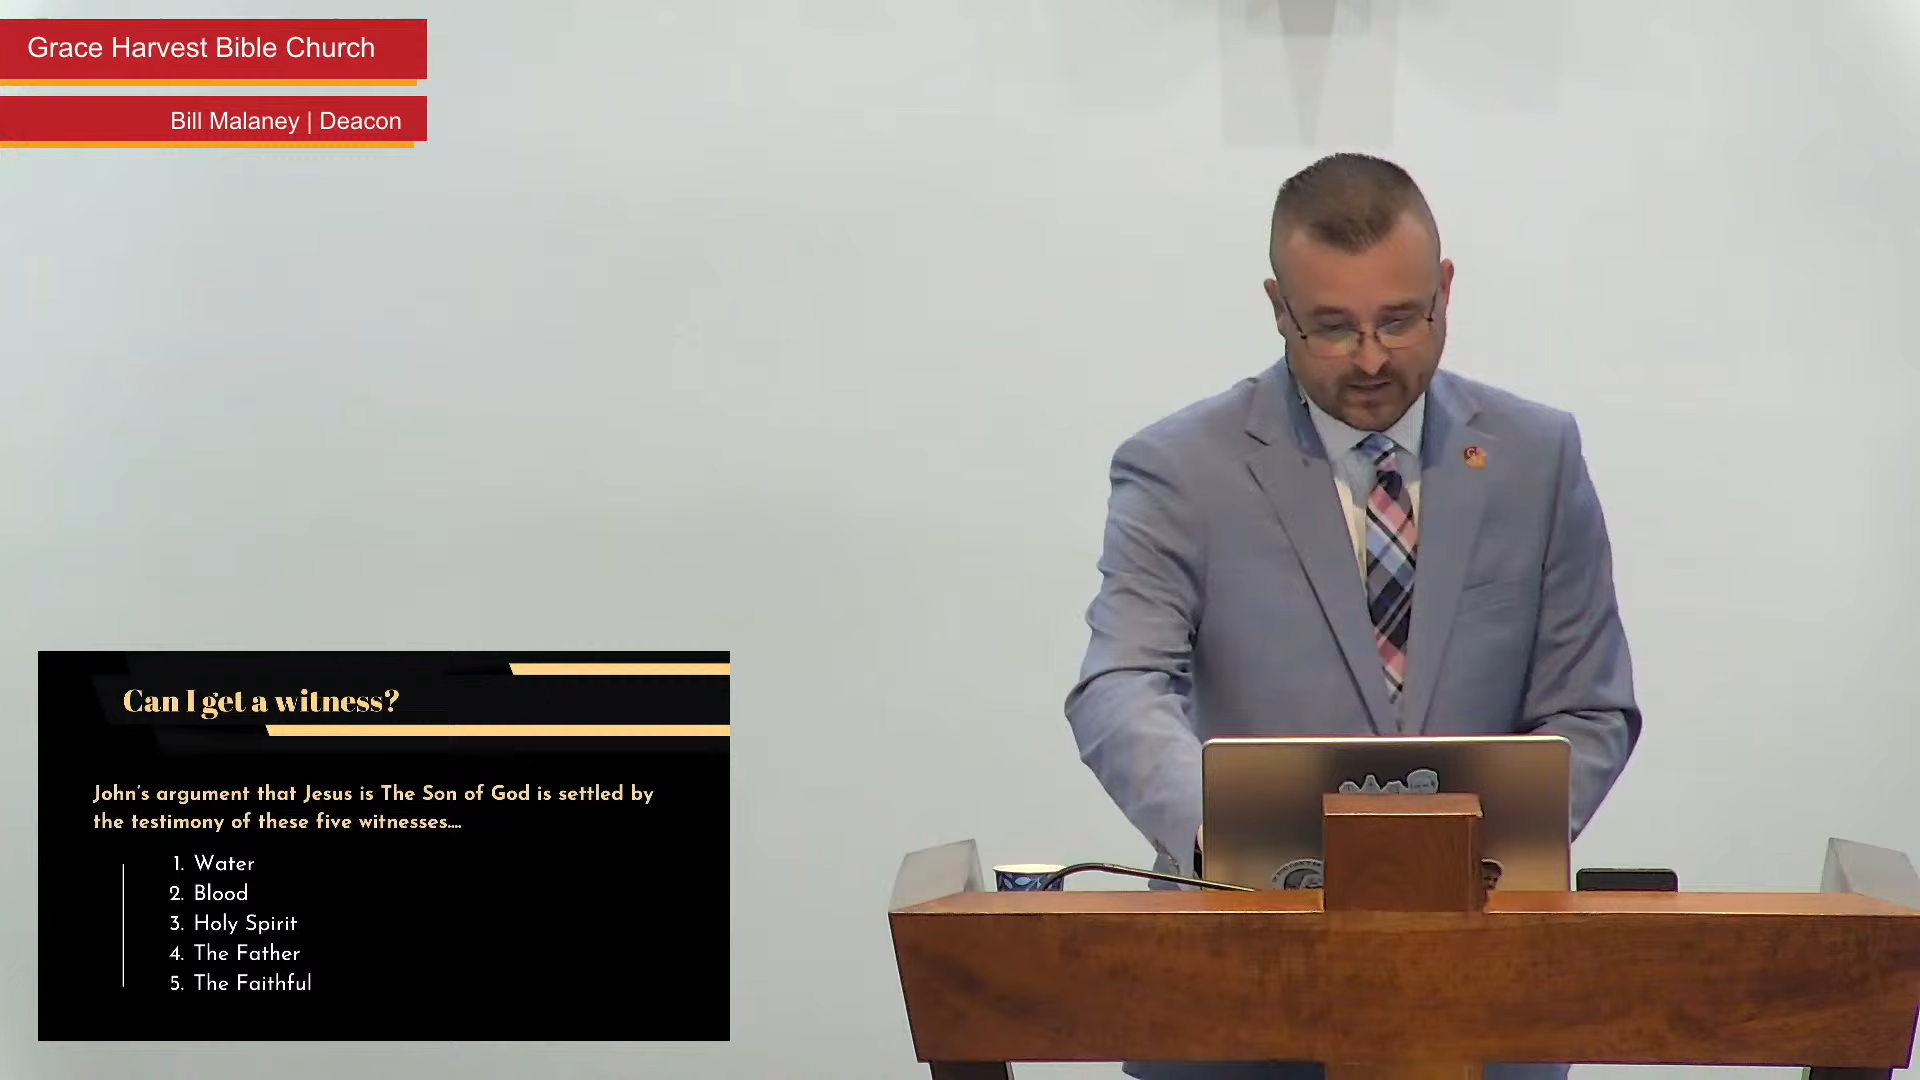 Grace Harvest Bible Church
Bill Malaney | Deacon
Can I get a witness?
John's argument that Jesus is The Son of God is settled by
the testimony of these five witnesses....
1. Water
2. Blood
3. Holy Spirit
4. The Father
5. The Faithful